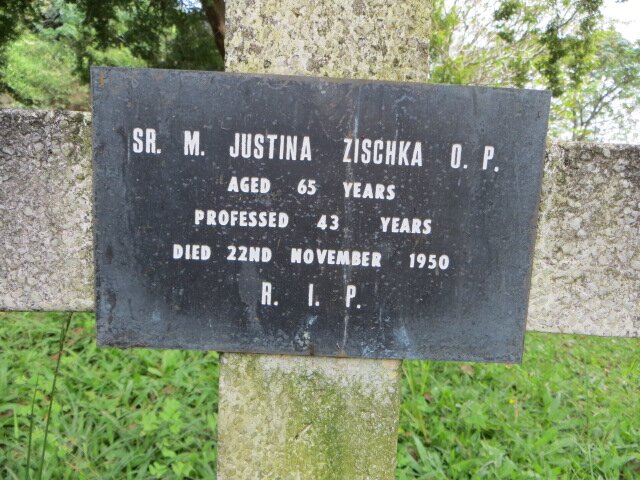 SR. M. JUSTINA ZISCHKA O. P.
AGED 65 YEARS
PROFESSED 43 YEARS
DIED 22ND NOVEMBER 1950
R. I. P.